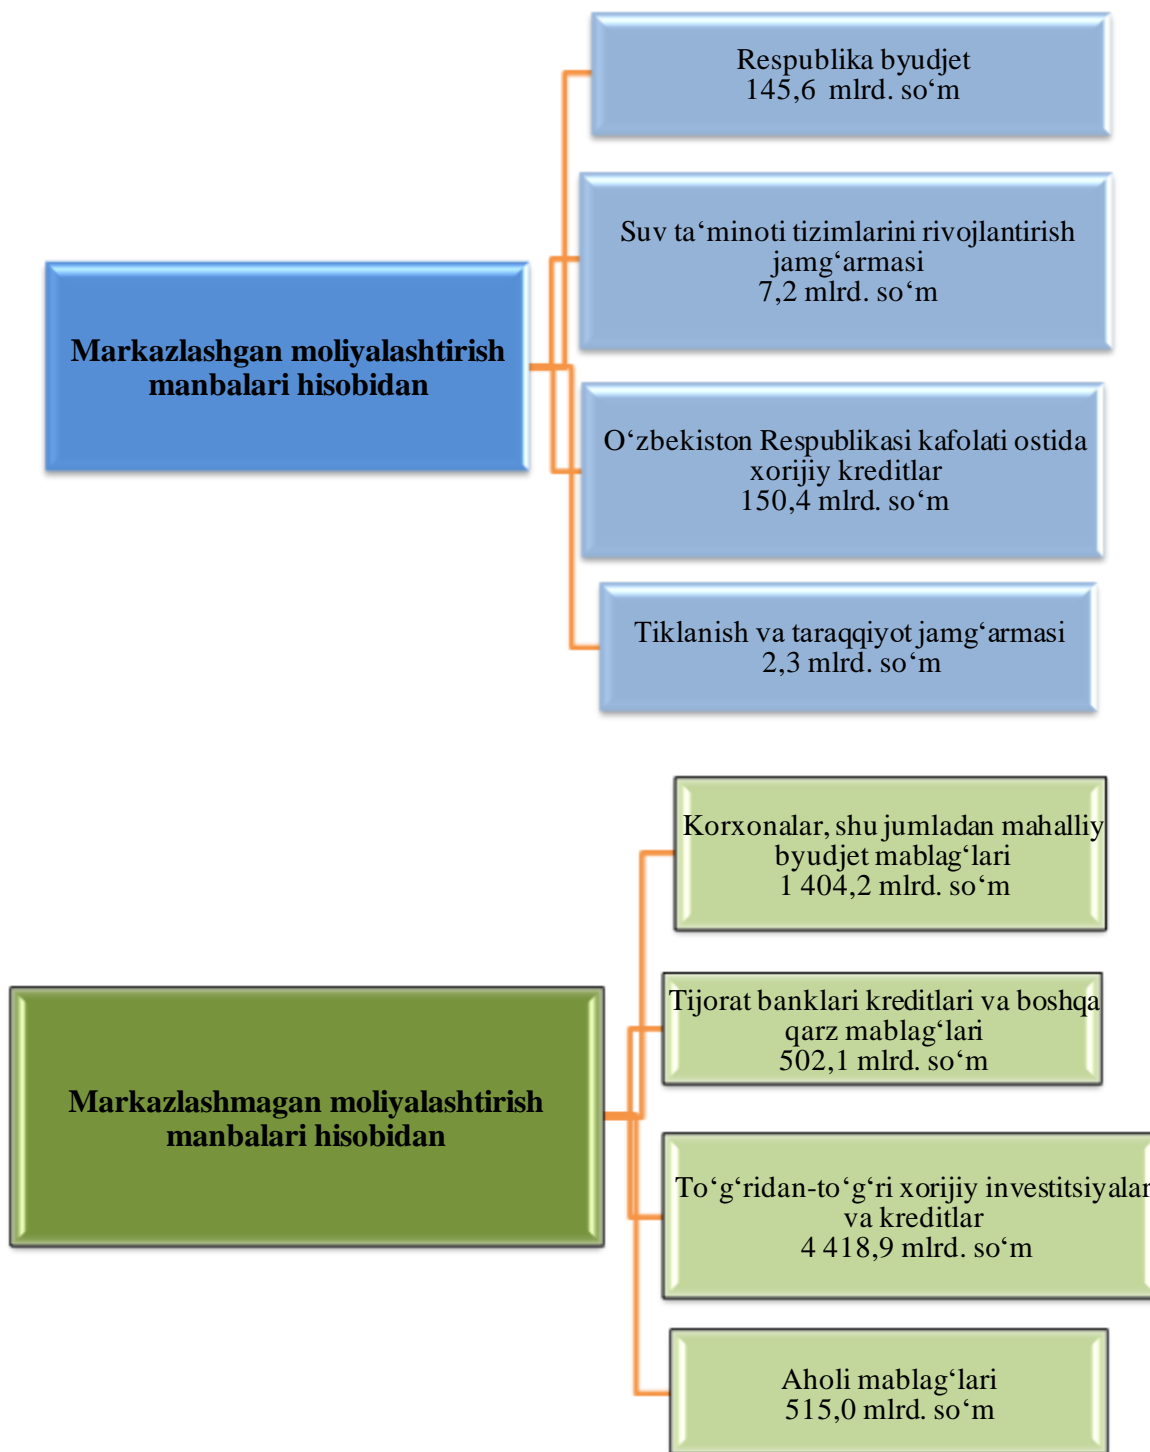 Respublika byudjet
145,6 mlrd. so‘m
Suv ta‘minoti tizimlarini rivojlantirish
jamg‘armasi
7,2 mlrd. so‘m
Markazlashgan moliyalashtirish
manbalari hisobidan
O‘zbekiston Respublikasi kafolati ostida
xorijiy kreditlar
150,4 mlrd. so‘m
Tiklanish va taraqqiyot jamg‘armasi
2,3 mlrd. so‘m
Korxonalar, shu jumladan mahalliy
byudjet mablag‘lari
1 404,2 mlrd. so‘m
Tijorat banklari kreditlari va boshqa
qarz mablag‘lari
502,1 mlrd. so‘m
Markazlashmagan moliyalashtirish
manbalari hisobidan
To‘g‘ridan-to‘g‘ri xorijiy investitsiyalar
va kreditlar
4 418,9 mlrd. so‘m
Aholi mablag‘lari
515,0 mlrd. so‘m